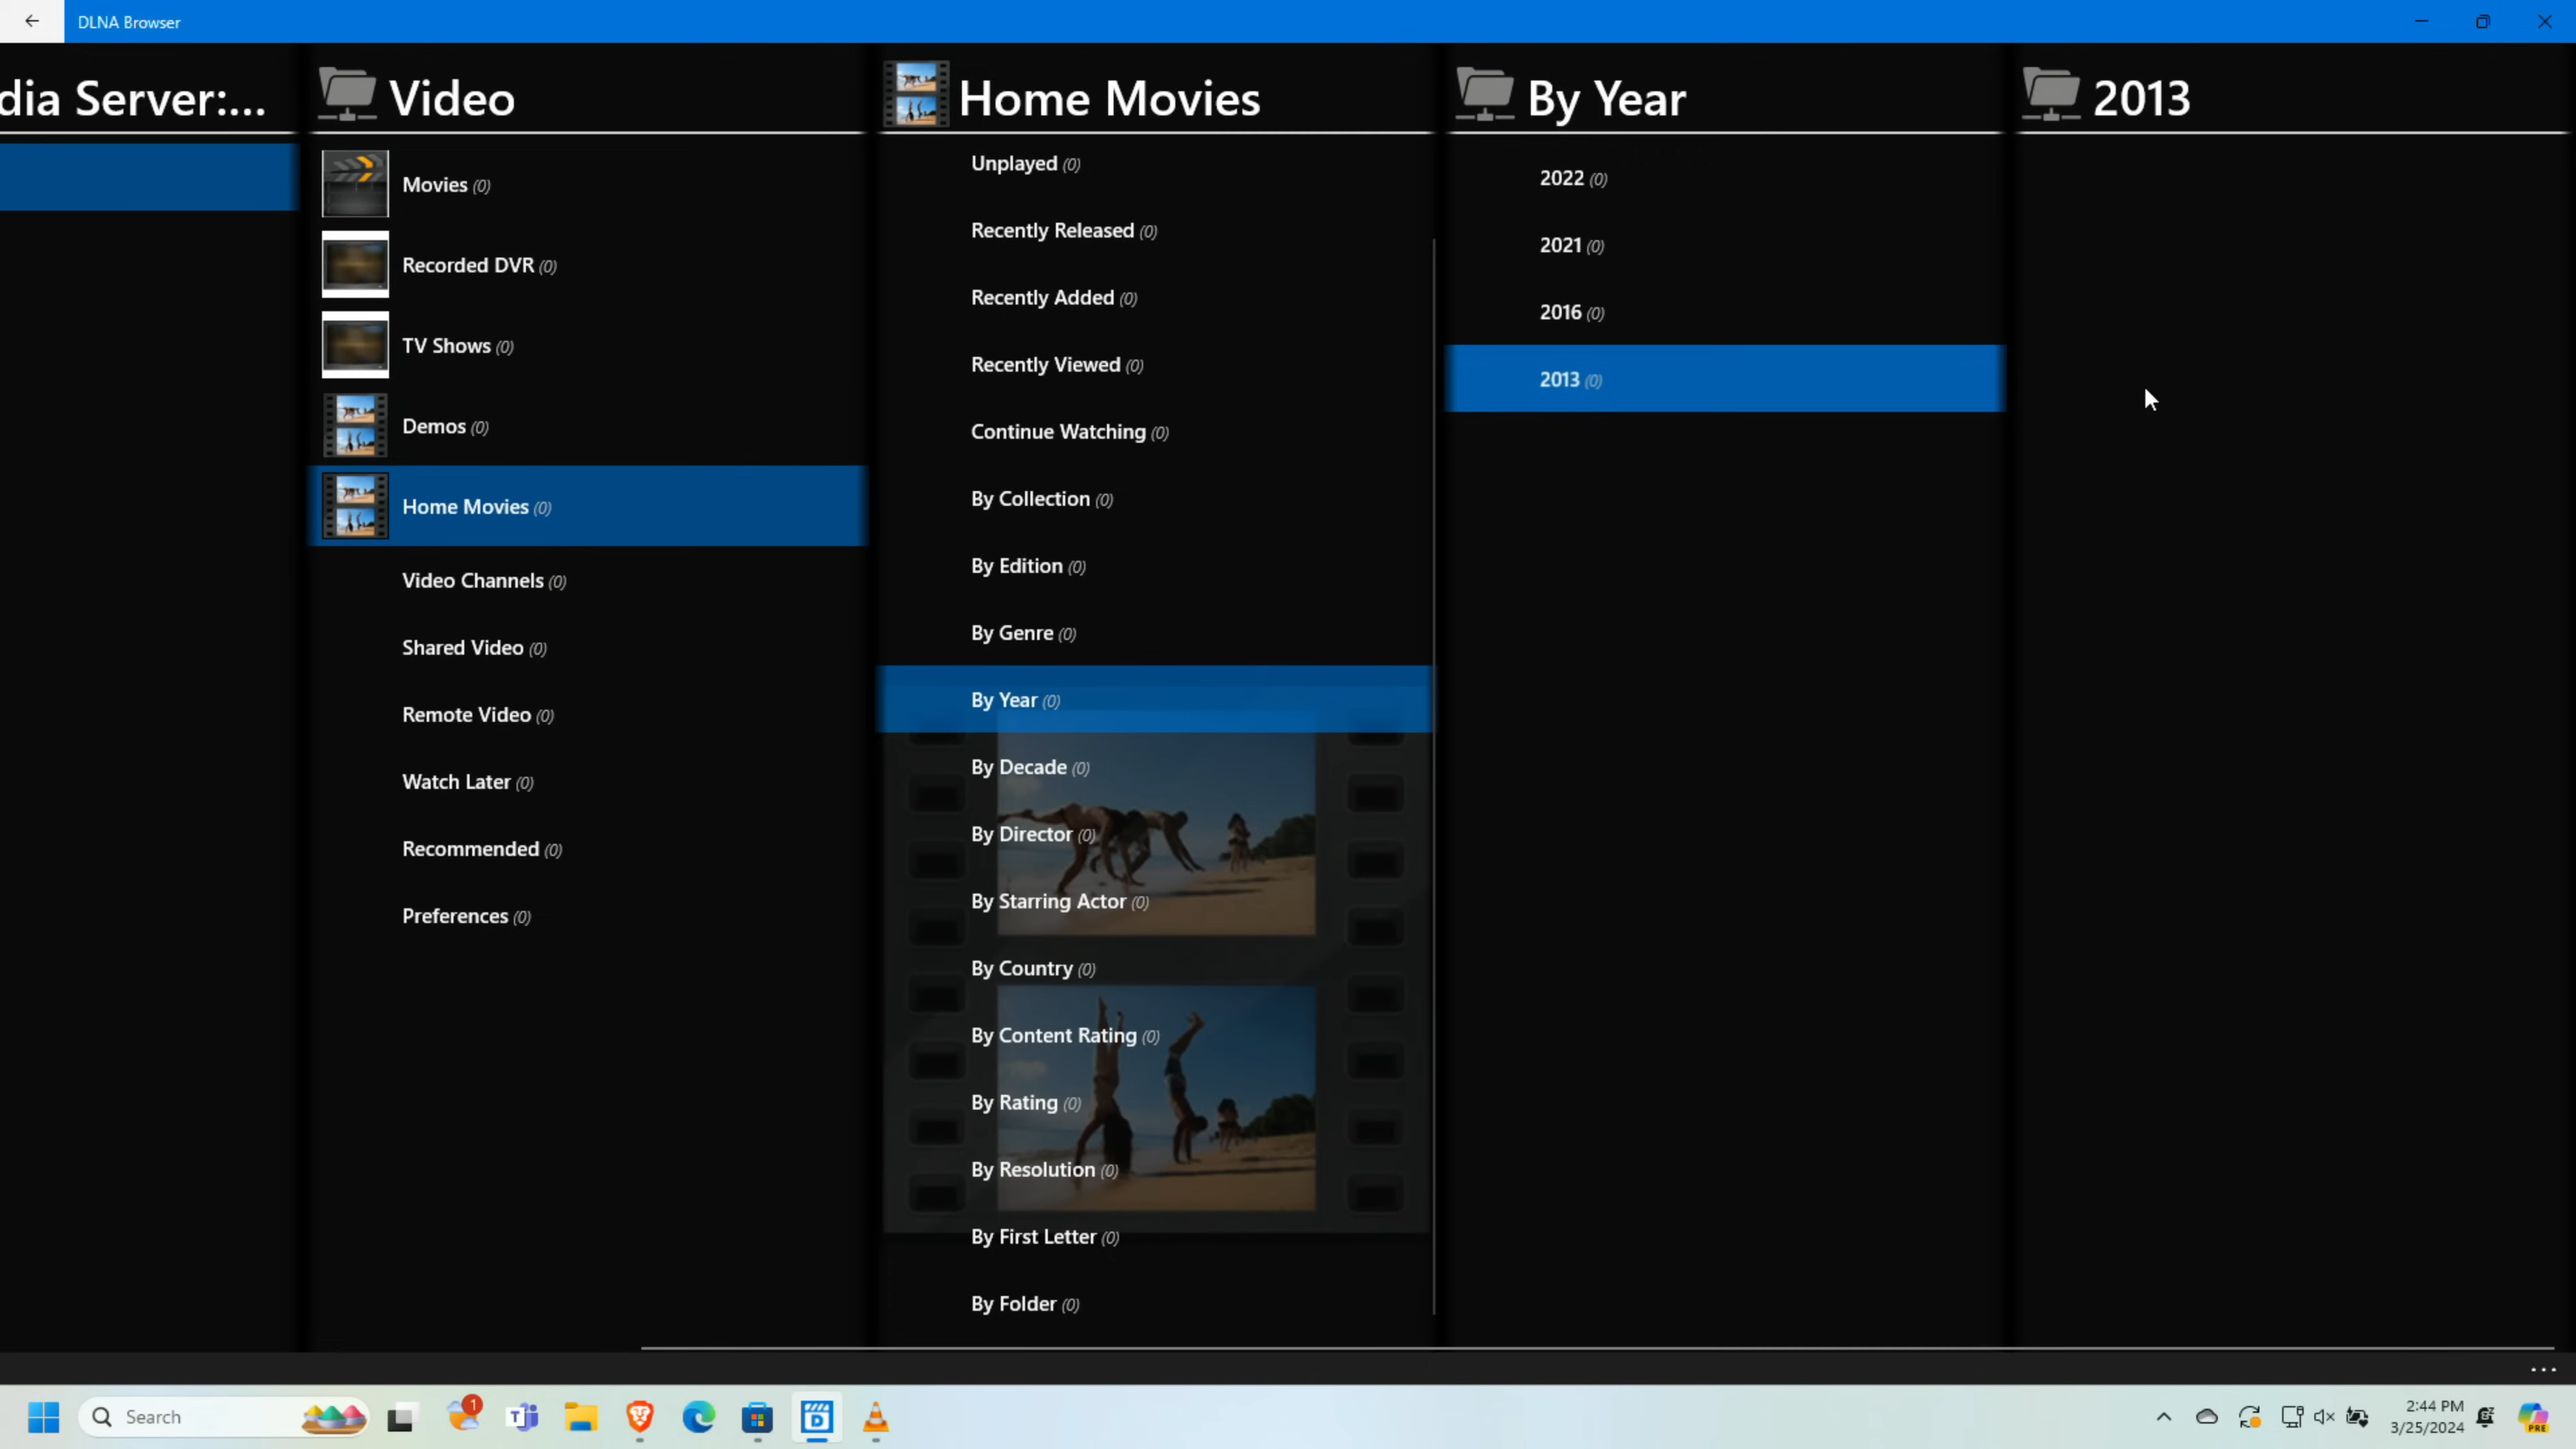 DLNA Browser
dia Server:...
Video
Movies (0)
Recorded DVR (0)
TV Shows (0)
Demos (0)
Home Movies (0)
Video Channels (0)
Shared Video (0)
Remote Video (0)
Watch Later (0)
Recommended (0)
Preferences (0)
Home Movies
Unplayed (0)
Recently Released (0)
Recently Added (0)
Recently Viewed (0)
Continue Watching (0)
By Collection (0)
By Edition (0)
By Genre (0)
By Year (0)
By Decade (0)
By Director (0)
By Starring Actor (0)
By Country (0)
By Content Rating (0)
By Rating (0)
By Resolution (0)
By First Letter (0)
By Folder (0)
By Year
2022 (0)
2021 (0)
2016 (0)
2013 (0)
2013
Search
1
T
D
2:44 PM
3/25/2024
PRE